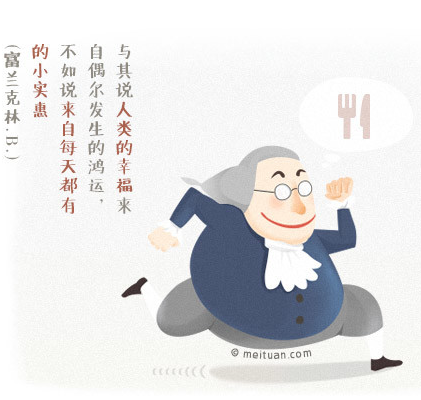 与其说人类的幸福来
自偶尔发生的鸿运，
不如说来自每天都有
的小实惠
(富兰克林.B.)
© meituan.com